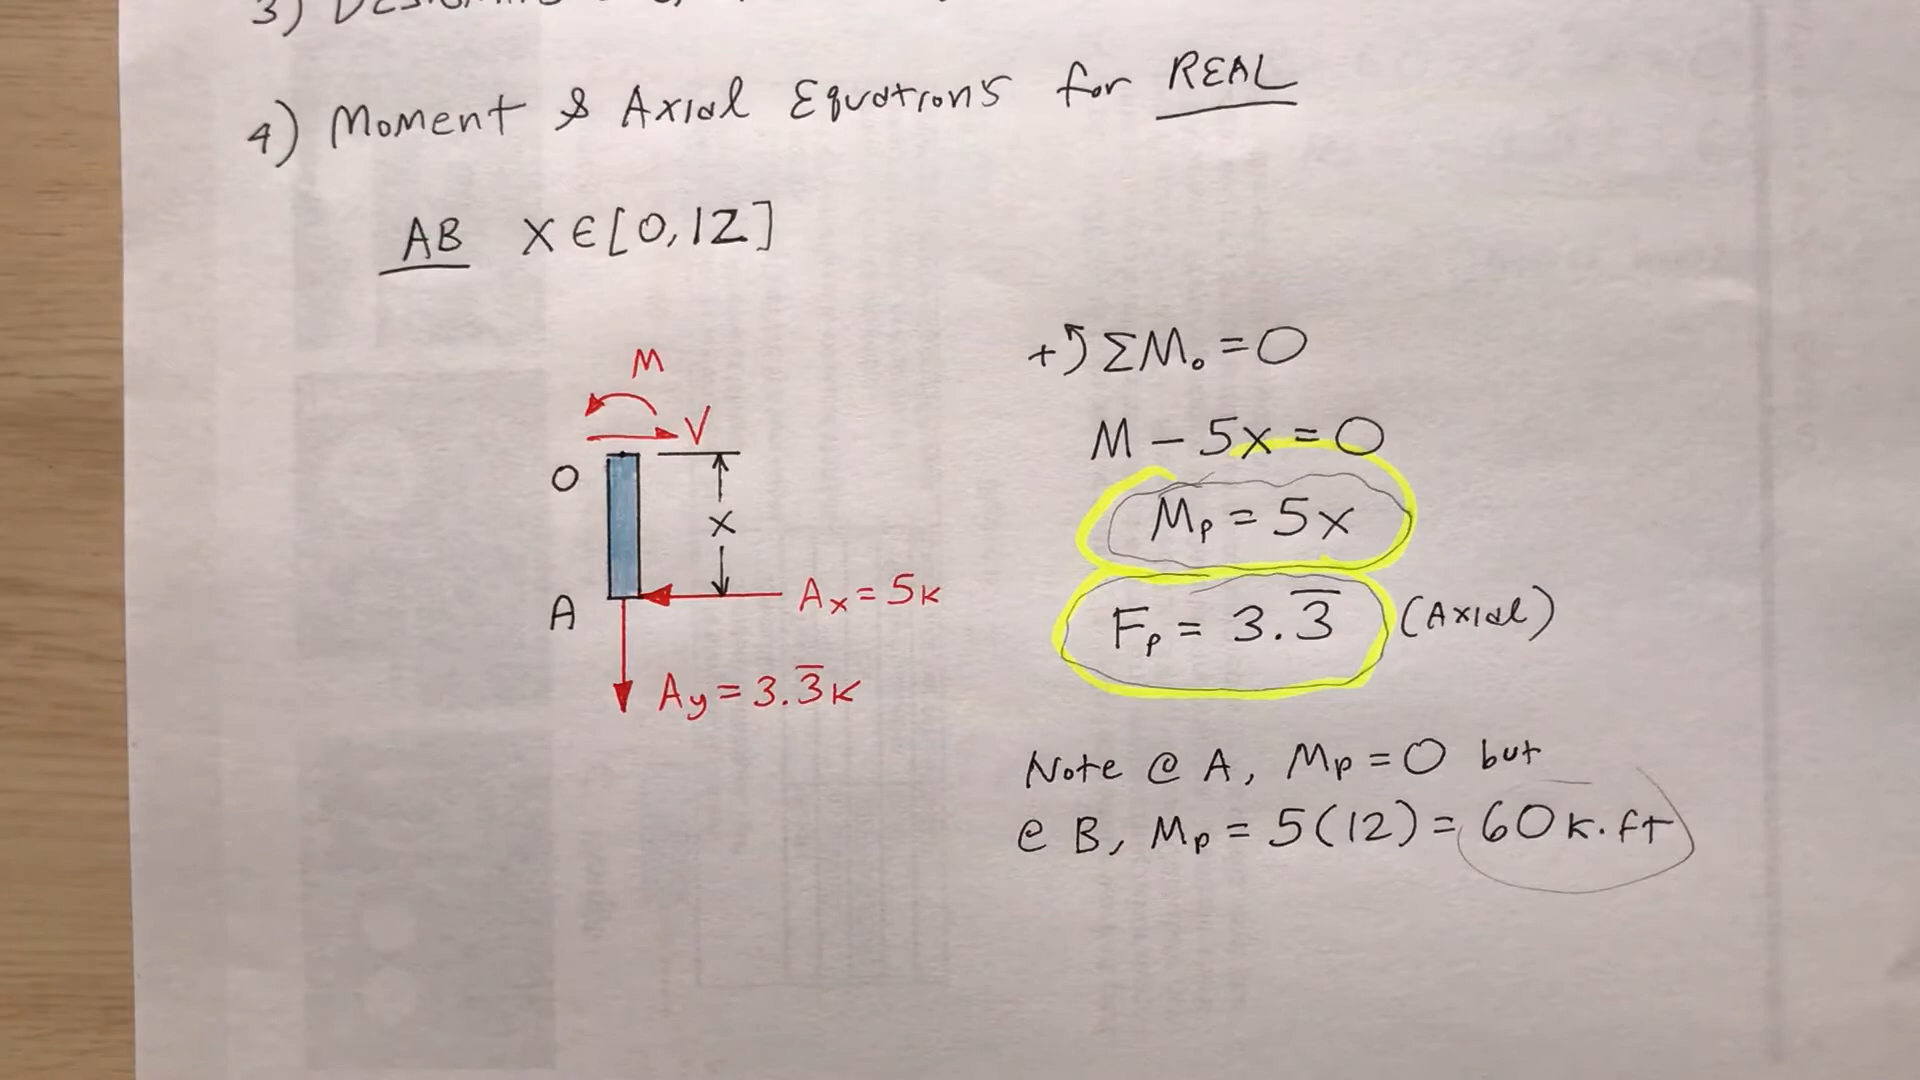 3)
4) Moment & Axial Equations for REAL
AB X ∈ [0,12]
M
V
O
X
A
Ax = 5k
Ay = 3.3̅k
+↺ ΣMo = 0
M - 5x = 0
Mp = 5x
Fp = 3.3̅ (Axial)
Note @ A, Mp = 0 but
@ B, Mp = 5(12) = 60 k.ft